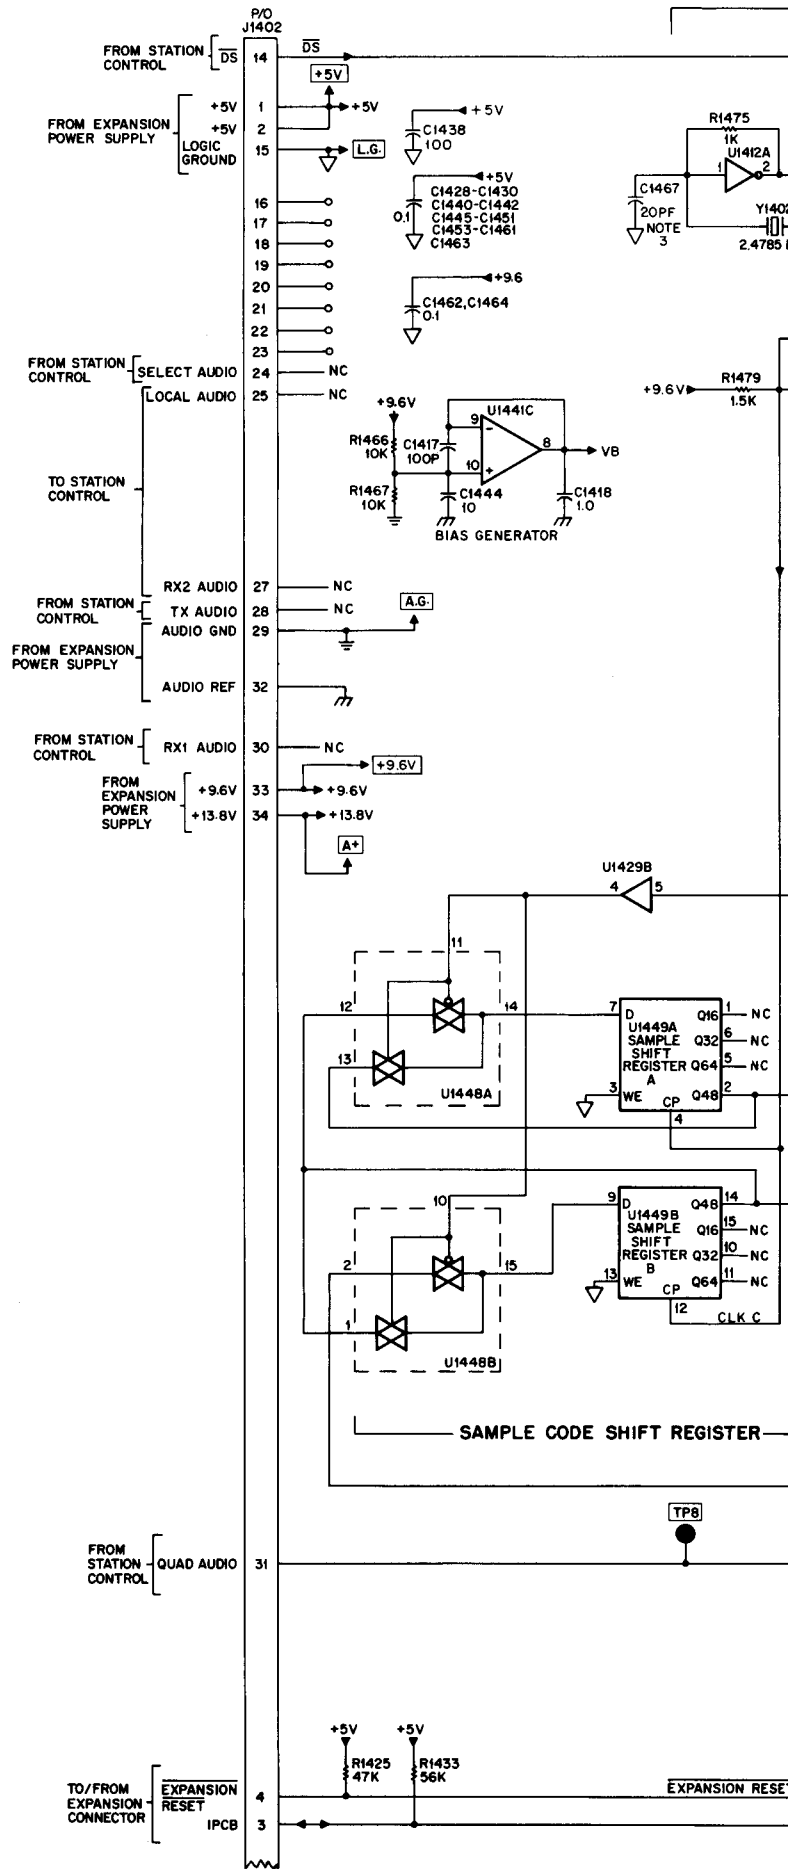 P/O
J1402
FROM STATION
CONTROL
DS
14
DS
+5V
FROM EXPANSION
POWER SUPPLY
+5V
1
+5V
+5V
2
LOGIC
GROUND
15
L.G.
+5V
C1438
100
16
17
18
19
20
21
22
23
+5V
C1428-C1430
C1440-C1442
C1445-C1451
C1453-C1461
C1463
0.1
+9.6
C1462,C1464
0.1
R1475
1K
U1412A
1
2
C1467
20PF
NOTE
3
Y1402
2.4785
FROM STATION
CONTROL
SELECT AUDIO
24
NC
LOCAL AUDIO
25
NC
+9.6V
R1479
1.5K
TO STATION
CONTROL
+9.6V
R1466
10K
R1467
10K
C1417
100P
U1441C
9
-
10
+
8
VB
C1444
10
C1418
1.0
BIAS GENERATOR
RX2 AUDIO
27
NC
FROM STATION
CONTROL
TX AUDIO
28
NC
FROM EXPANSION
POWER SUPPLY
AUDIO GND
29
A.G.
AUDIO REF
32
FROM STATION
CONTROL
RX1 AUDIO
30
NC
FROM
EXPANSION
POWER
SUPPLY
+9.6V
+9.6V
33
+9.6V
+13.8V
34
+13.8V
A+
U1429B
4
5
11
12
14
13
U1448A
7
D
Q16
1
NC
U1449A
SAMPLE
SHIFT
REGISTER
A
Q32
6
NC
Q64
5
NC
3
WE
Q48
2
CP
4
10
2
15
1
U1448B
9
D
Q48
14
U1449B
SAMPLE
SHIFT
REGISTER
B
Q16
15
NC
Q32
10
NC
Q64
11
NC
13
WE
CP
12
CLK C
SAMPLE CODE SHIFT REGISTER
TP8
FROM
STATION
CONTROL
QUAD AUDIO
31
+5V
+5V
R1425
47K
R1433
56K
TO/FROM
EXPANSION
CONNECTOR
EXPANSION
RESET
4
EXPANSION RESET
IPCB
3